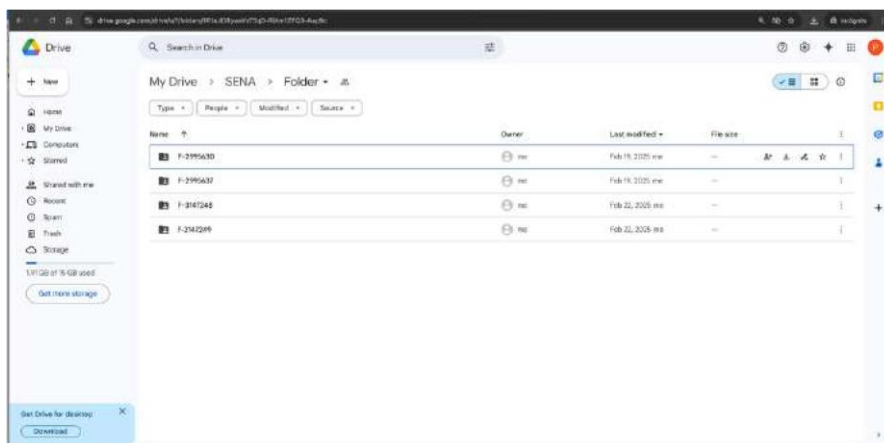 Incognito
Drive
Search in Drive
New
My Drive > SENA > Folder
Type People Modified Source
Home
My Drive
Computers
Starred
Shared with me
Recent
Spam
Trash
Storage
1.91 GB of 15 GB used
Get more storage
Name Owner Last modified File size
F-2995630 me Feb 19, 2025 me —
F-2995637 me Feb 19, 2025 me —
F-3147248 me Feb 22, 2025 me —
F-3147249 me Feb 22, 2025 me —
Get Drive for desktop
Download